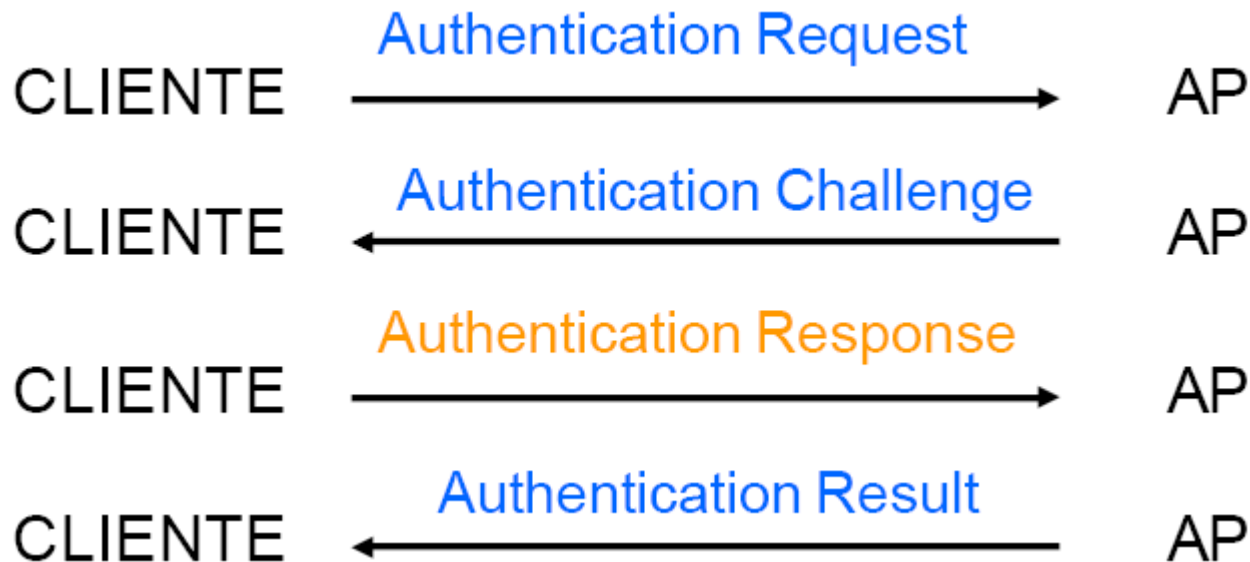 Authentication Request
CLIENTE AP
Authentication Challenge
CLIENTE AP
Authentication Response
CLIENTE AP
Authentication Result
CLIENTE AP